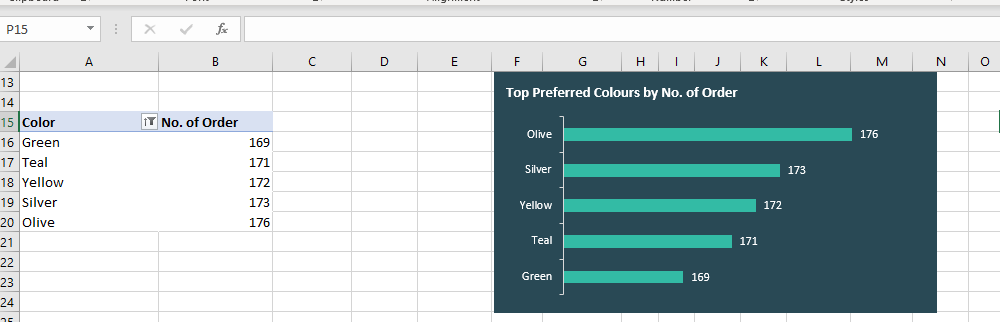 P15
fx
A B C D E F G H I J K L M N O
13
14
15 Color No. of Order
16 Green 169
17 Teal 171
18 Yellow 172
19 Silver 173
20 Olive 176
21
22
23
24
Top Preferred Colours by No. of Order
Olive 176
Silver 173
Yellow 172
Teal 171
Green 169